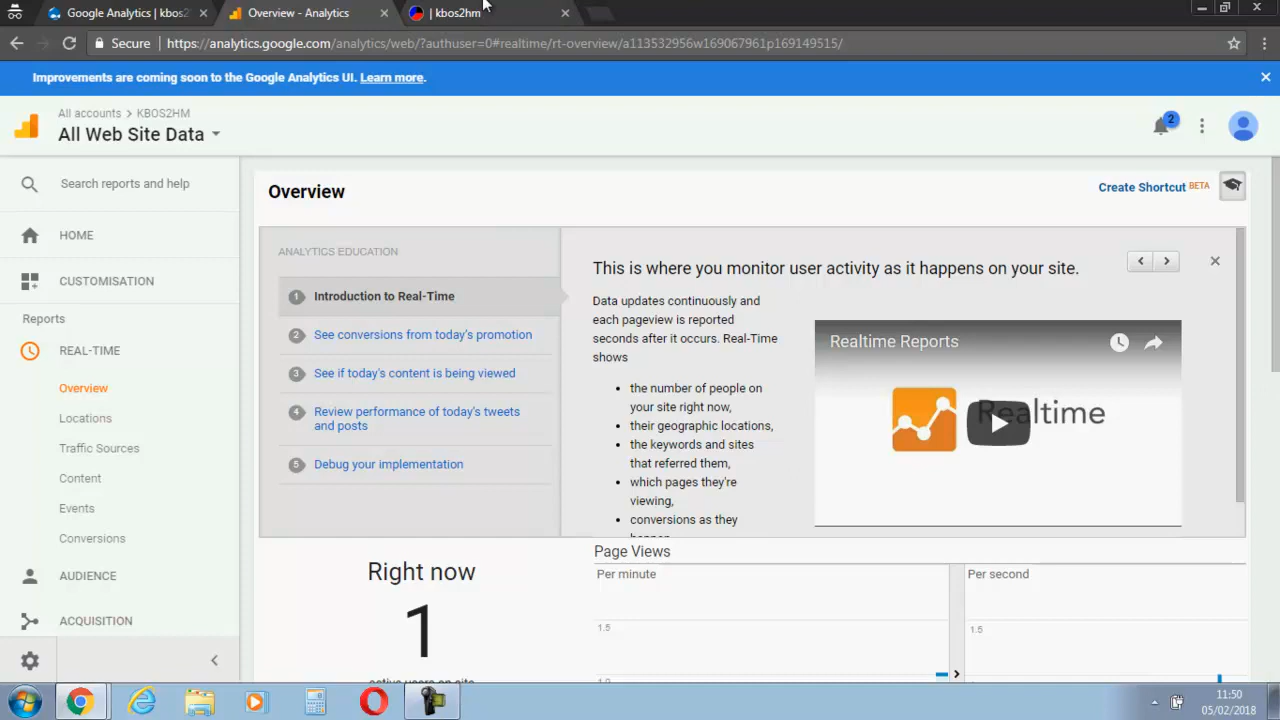 Google Analytics | kbos2
Overview - Analytics
| kbos2hm
Secure
https://analytics.google.com/analytics/web/?authuser=0#realtime/rt-overview/a113532956w169067961p169149515/
Improvements are coming soon to the Google Analytics UI. Learn more.
All accounts > KBOS2HM
All Web Site Data
2
Search reports and help
HOME
CUSTOMISATION
Reports
REAL-TIME
Overview
Locations
Traffic Sources
Content
Events
Conversions
AUDIENCE
ACQUISITION
Overview
Create Shortcut BETA
ANALYTICS EDUCATION
1 Introduction to Real-Time
2 See conversions from today's promotion
3 See if today's content is being viewed
4 Review performance of today's tweets
and posts
5 Debug your implementation
This is where you monitor user activity as it happens on your site.
Data updates continuously and
each pageview is reported
seconds after it occurs. Real-Time
shows
• the number of people on
your site right now,
• their geographic locations,
• the keywords and sites
that referred them,
• which pages they're
viewing,
• conversions as they
Realtime Reports
Realtime
Right now
1
active users on site
Page Views
Per minute
1.5
1.0
Per second
1.5
11:50
05/02/2018